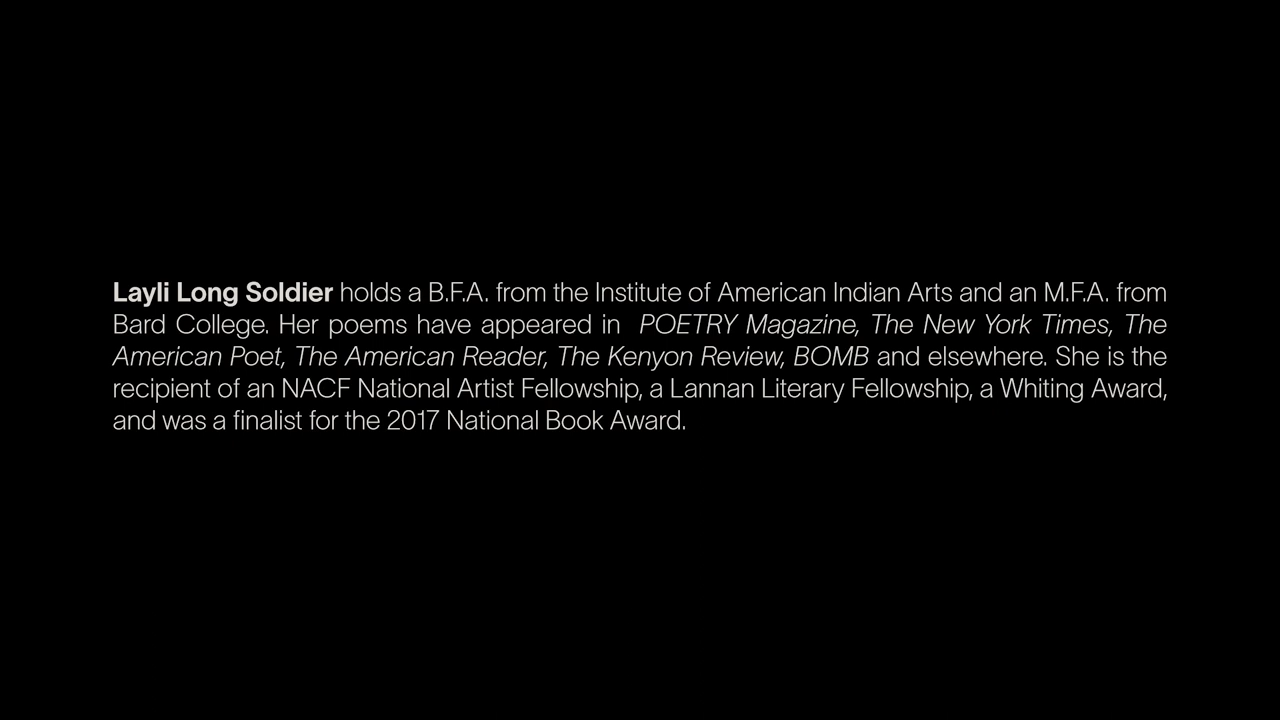 Layli Long Soldier holds a B.F.A. from the Institute of American Indian Arts and an M.F.A. from
Bard College. Her poems have appeared in POETRY Magazine, The New York Times, The
American Poet, The American Reader, The Kenyon Review, BOMB and elsewhere. She is the
recipient of an NACF National Artist Fellowship, a Lannan Literary Fellowship, a Whiting Award,
and was a finalist for the 2017 National Book Award.